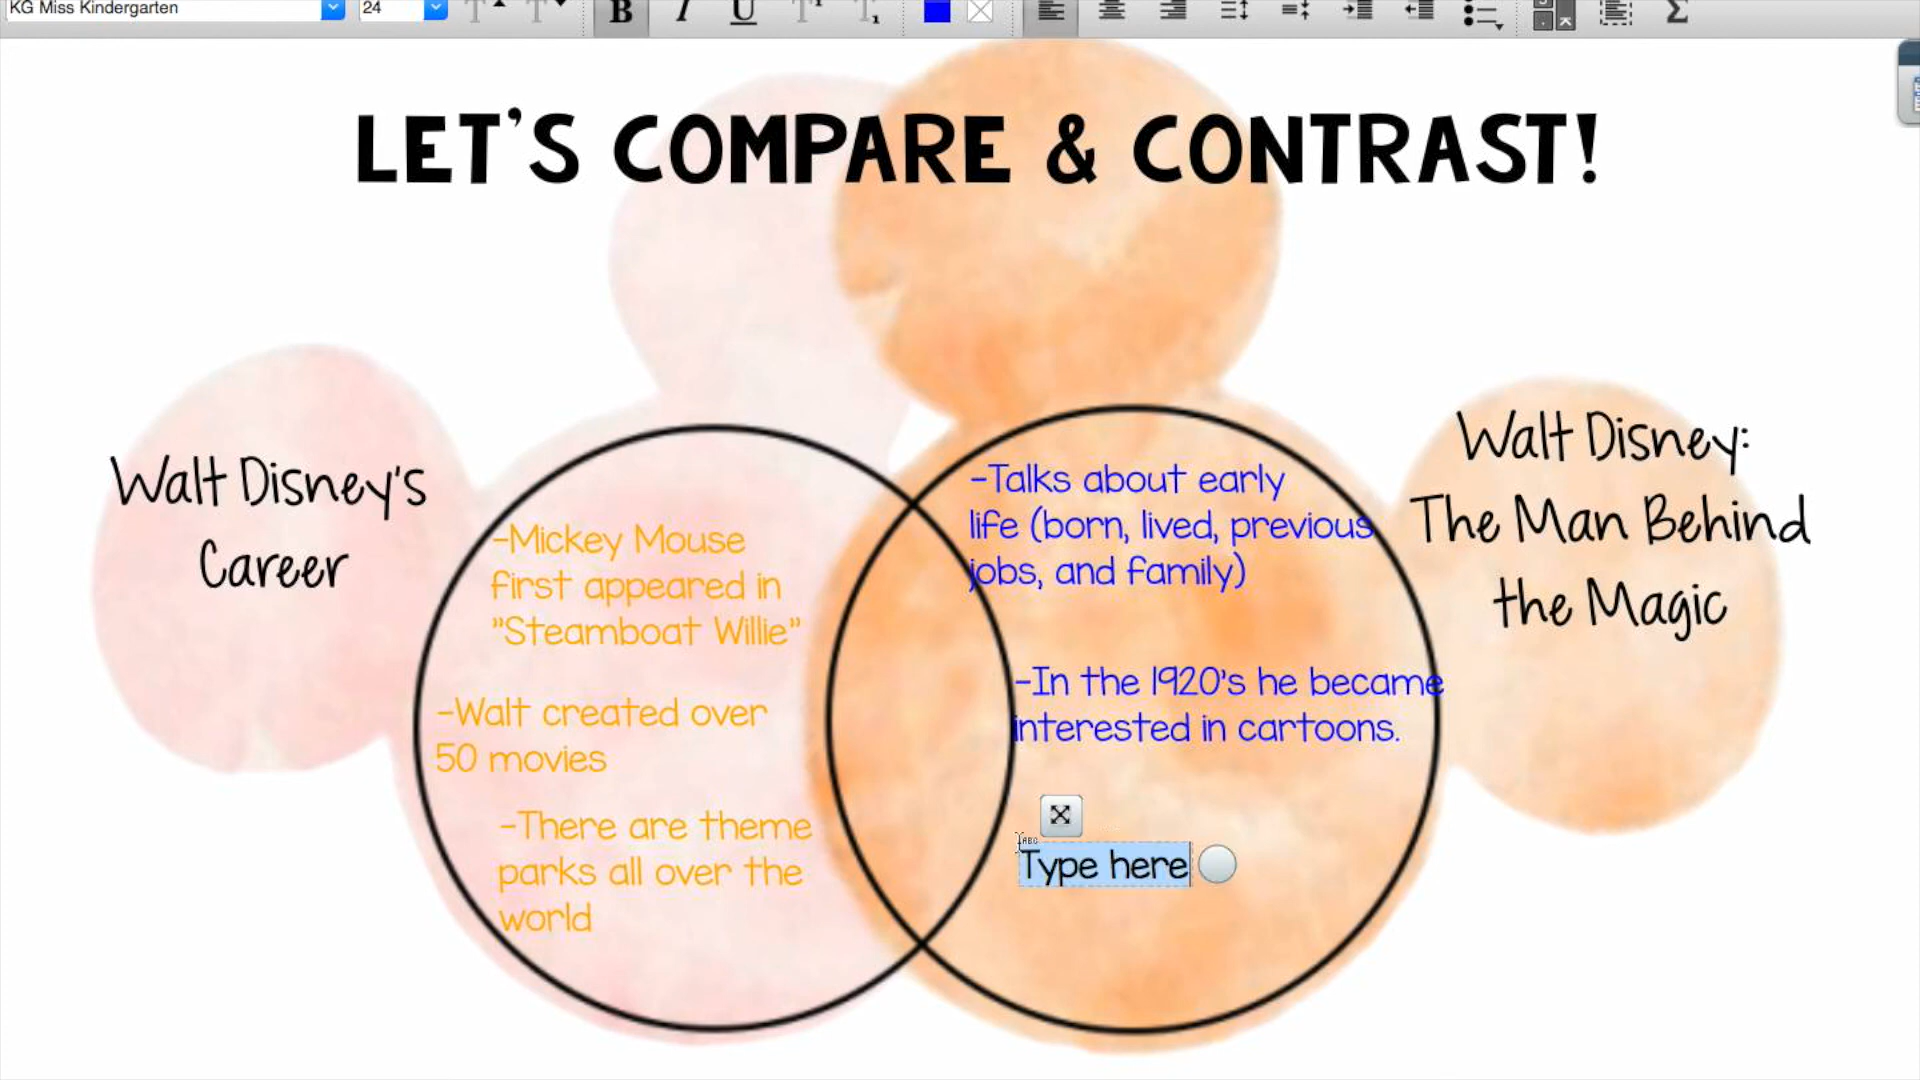 KG Miss Kindergarten
24
B I U
LET'S COMPARE & CONTRAST!
Walt Disney's
Career
-Mickey Mouse
first appeared in
"Steamboat Willie"
-Walt created over
50 movies
-There are theme
parks all over the
world
-Talks about early
life (born, lived, previous
jobs, and family)
-In the 1920's he became
interested in cartoons.
ABC
Type here
Walt Disney:
The Man Behind
the Magic